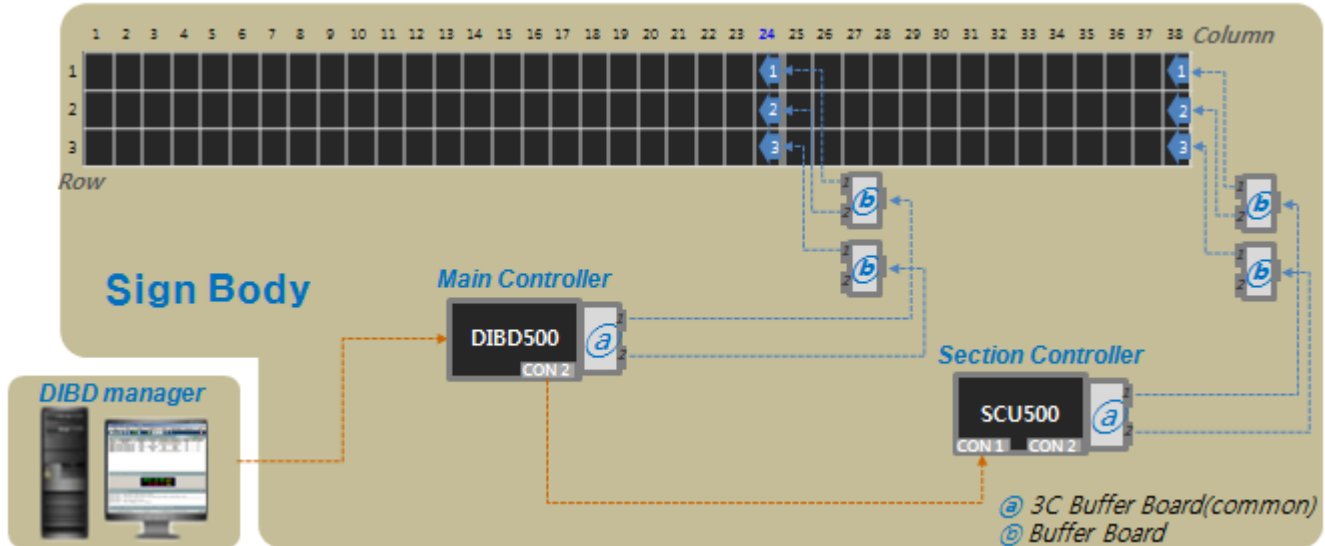 1 2 3 4 5 6 7 8 9 10 11 12 13 14 15 16 17 18 19 20 21 22 23 24 25 26 27 28 29 30 31 32 33 34 35 36 37 38 Column
1 1 1
2 2 2
3 3 3
Row
1 b
2
1 b
2
1 b
2
1 b
2
Sign Body
Main Controller
DIBD500 a 1
2
CON 2
Section Controller
SCU500 a 1
2
CON 1 CON 2
DIBD manager
a 3C Buffer Board(common)
b Buffer Board